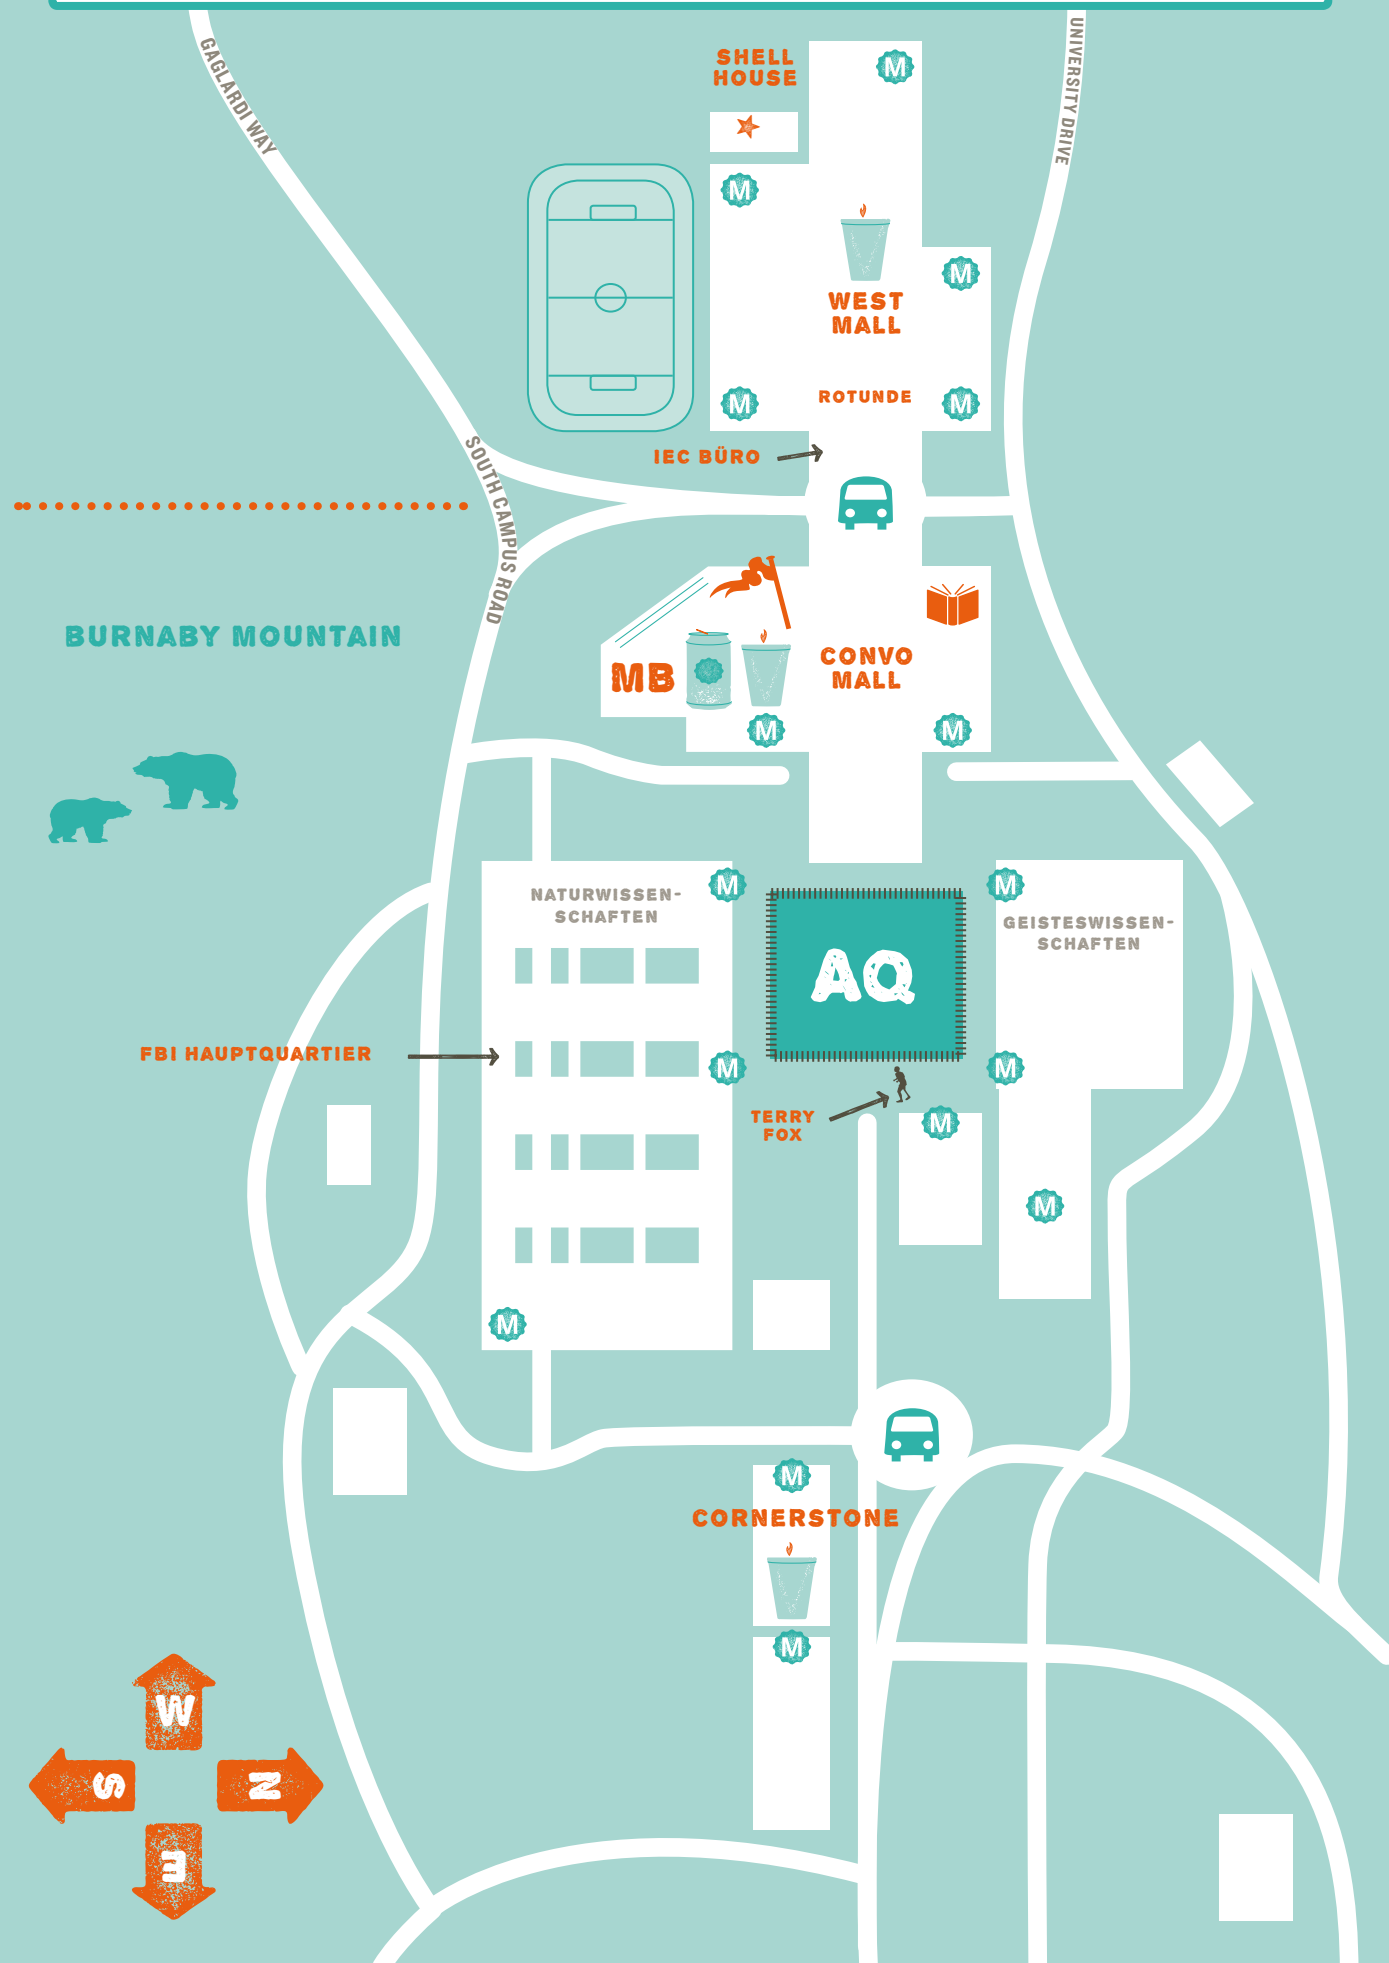 GAGLARDI WAY
UNIVERSITY DRIVE
SHELL
HOUSE
M
M
M
WEST
MALL
ROTUNDE
M
M
IEC BÜRO
SOUTH CAMPUS ROAD
BURNABY MOUNTAIN
MB
CONVO
MALL
M
M
NATURWISSEN-
SCHAFTEN
M
M
GEISTESWISSEN-
SCHAFTEN
AQ
FBI HAUPTQUARTIER
M
M
TERRY
FOX
M
M
M
M
CORNERSTONE
M
W
S
N
E